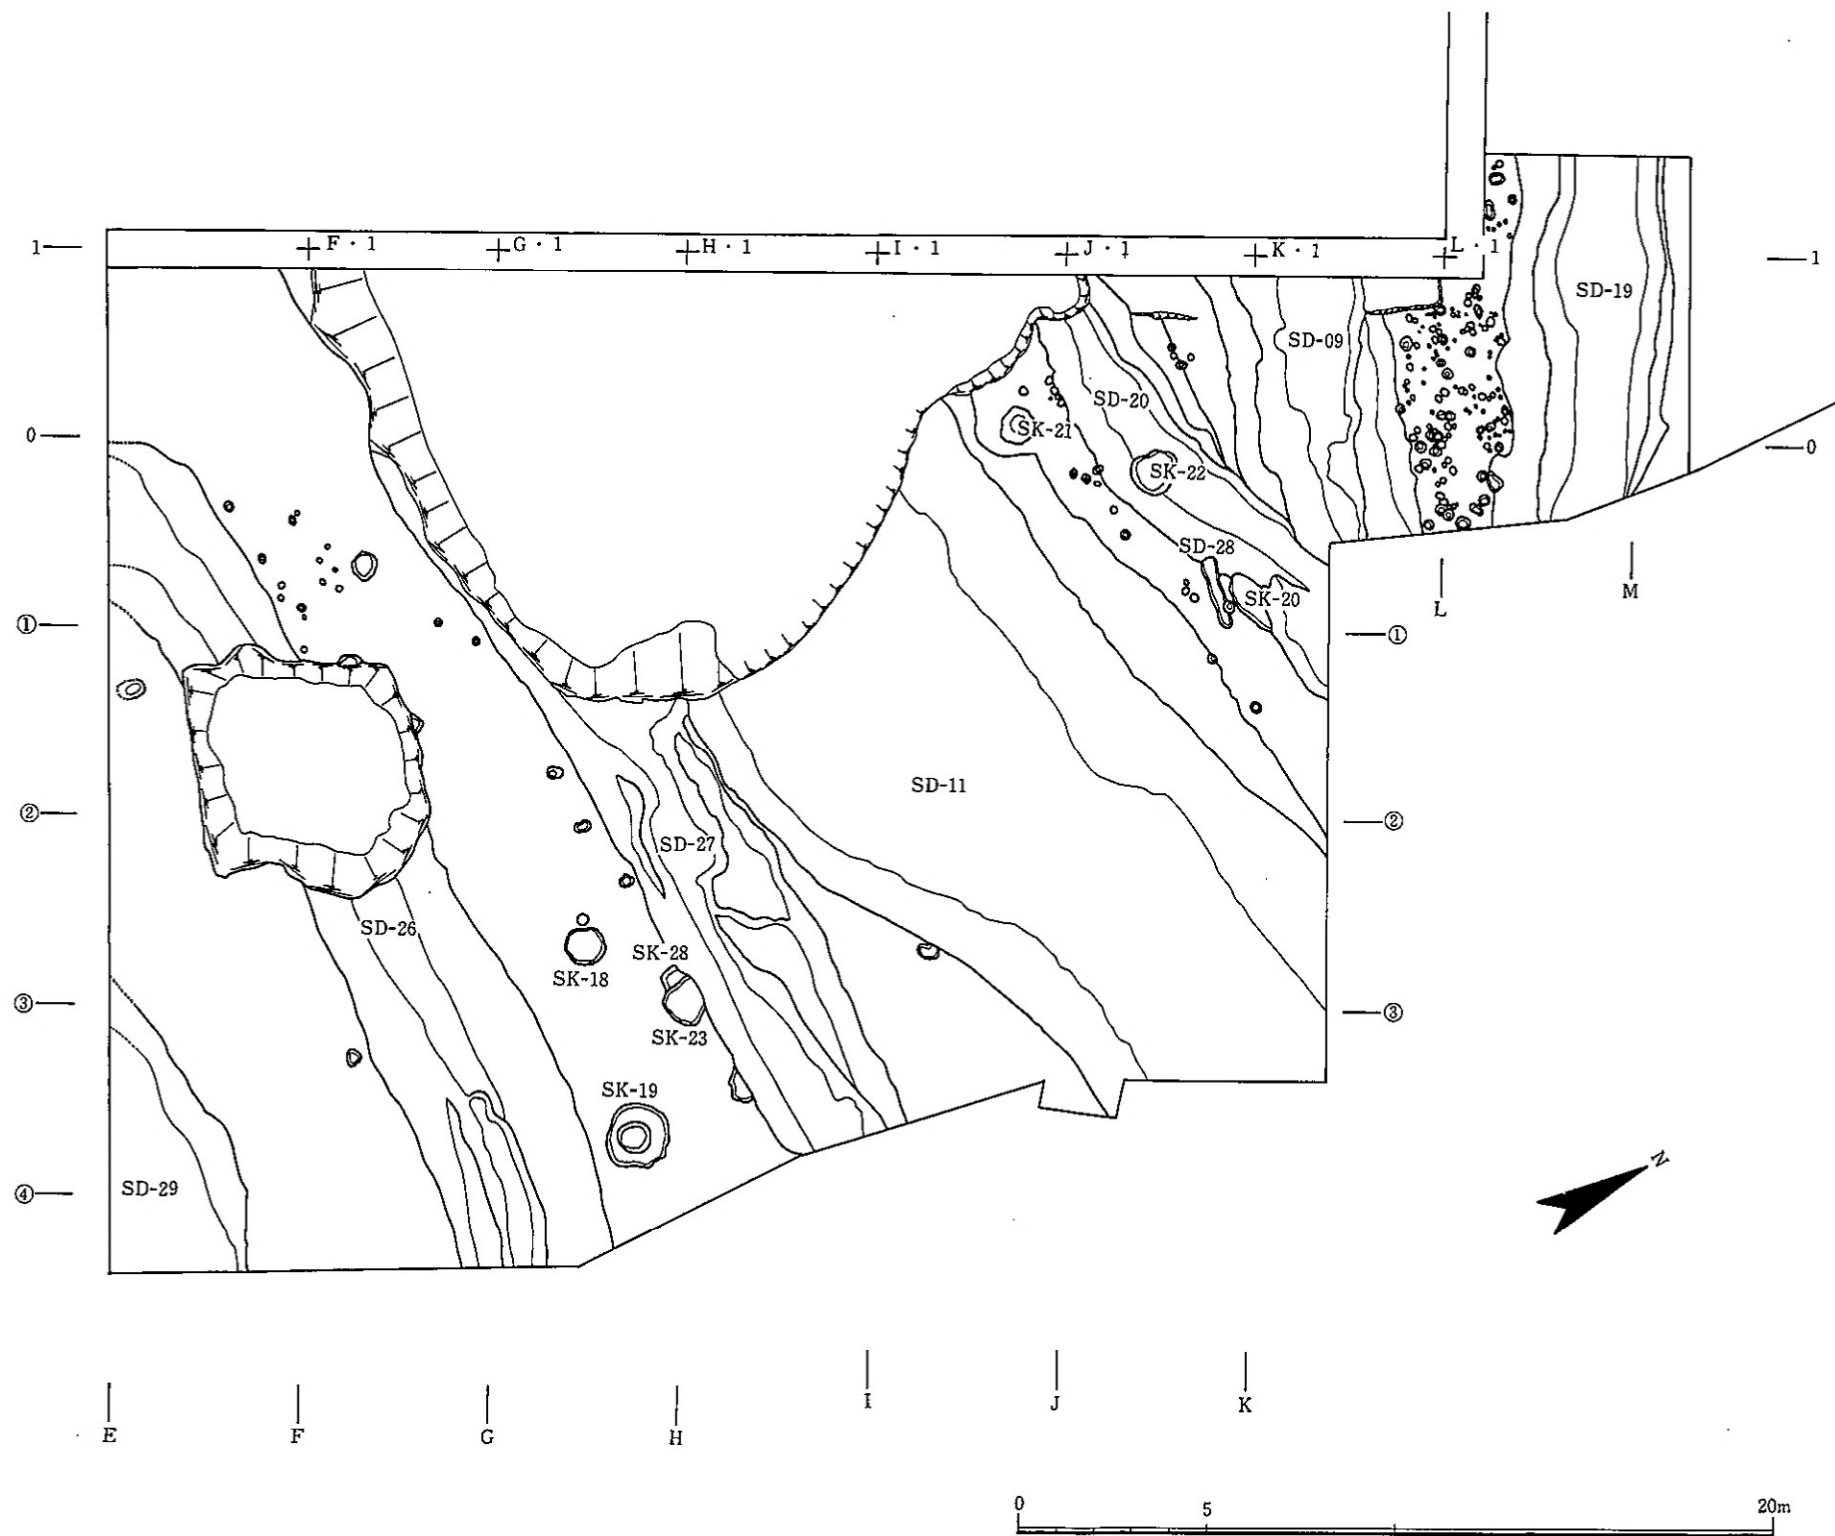 1 F・1 G・1 H・1 I・1 J・1 K・1 L・1 1
SD-19
SD-09
SD-20
0 SK-21 0
SK-22
SD-28
SK-20
① ①
M
L
SD-11
② ②
SD-27
SD-26
SK-28
SK-18
③ ③
SK-23
SK-19
N
④ SD-29
I J K
E F G H
0 5 20m